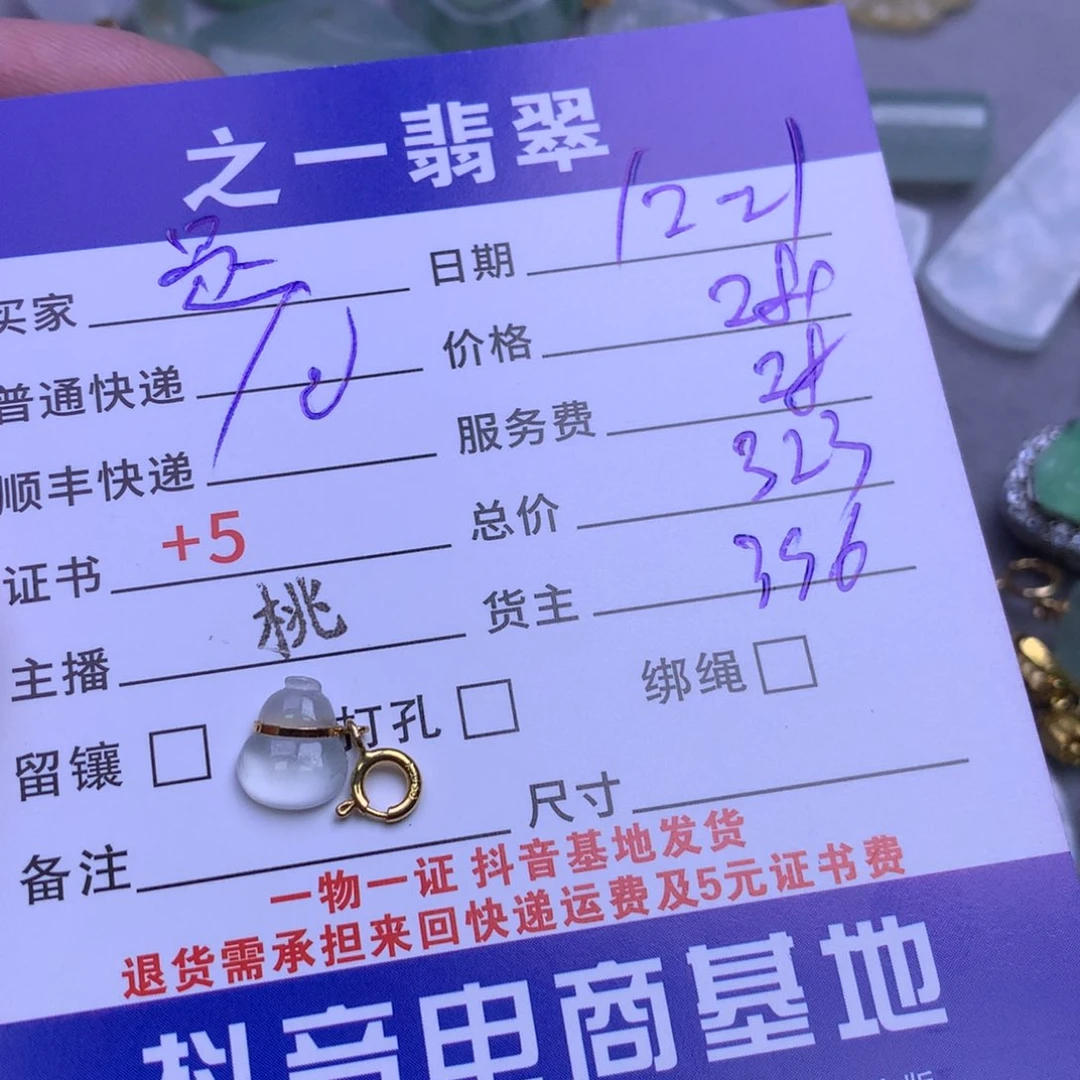 之一翡翠
买家 日期 1221
普通快递 10 价格 28
顺丰快递 服务费 28
证书 +5 总价 323
主播 桃 货主 356
留镶 打孔 绑绳
备注 尺寸
一物一证 抖音基地发货
退货需承担来回快递运费及5元证书费
抖音电商基地